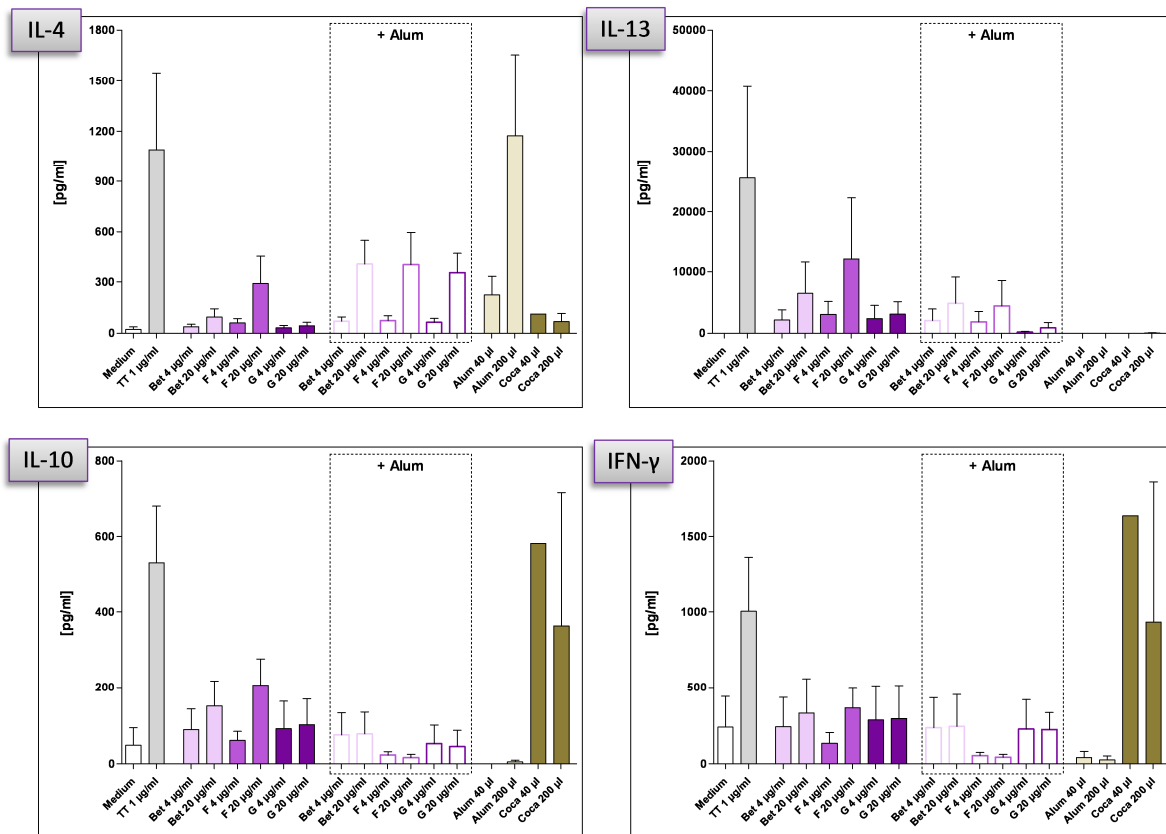 IL-4
+ Alum
1800
1500
1200
900
600
300
0
[pg/ml]
Medium
TT 1 µg/ml
Bet 4 µg/ml
Bet 20 µg/ml
F 4 µg/ml
F 20 µg/ml
G 4 µg/ml
G 20 µg/ml
Bet 4 µg/ml
Bet 20 µg/ml
F 4 µg/ml
F 20 µg/ml
G 4 µg/ml
G 20 µg/ml
Alum 40 µl
Alum 200 µl
Coca 40 µl
Coca 200 µl
IL-13
+ Alum
50000
40000
30000
20000
10000
0
[pg/ml]
Medium
TT 1 µg/ml
Bet 4 µg/ml
Bet 20 µg/ml
F 4 µg/ml
F 20 µg/ml
G 4 µg/ml
G 20 µg/ml
Bet 4 µg/ml
Bet 20 µg/ml
F 4 µg/ml
F 20 µg/ml
G 4 µg/ml
G 20 µg/ml
Alum 40 µl
Alum 200 µl
Coca 40 µl
Coca 200 µl
IL-10
+ Alum
800
600
400
200
0
[pg/ml]
Medium
TT 1 µg/ml
Bet 4 µg/ml
Bet 20 µg/ml
F 4 µg/ml
F 20 µg/ml
G 4 µg/ml
G 20 µg/ml
Bet 4 µg/ml
Bet 20 µg/ml
F 4 µg/ml
F 20 µg/ml
G 4 µg/ml
G 20 µg/ml
Alum 40 µl
Alum 200 µl
Coca 40 µl
Coca 200 µl
IFN-γ
+ Alum
2000
1500
1000
500
0
[pg/ml]
Medium
TT 1 µg/ml
Bet 4 µg/ml
Bet 20 µg/ml
F 4 µg/ml
F 20 µg/ml
G 4 µg/ml
G 20 µg/ml
Bet 4 µg/ml
Bet 20 µg/ml
F 4 µg/ml
F 20 µg/ml
G 4 µg/ml
G 20 µg/ml
Alum 40 µl
Alum 200 µl
Coca 40 µl
Coca 200 µl